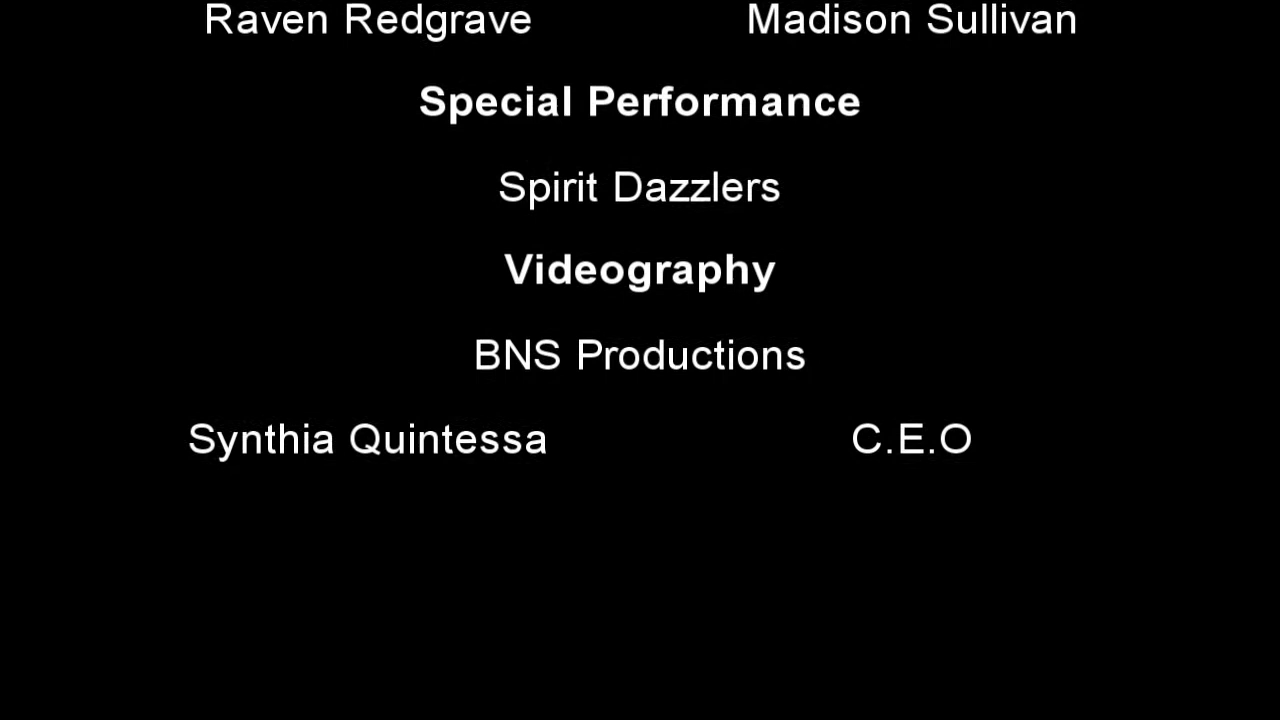 Raven Redgrave Madison Sullivan
Special Performance
Spirit Dazzlers
Videography
BNS Productions
Synthia Quintessa C.E.O